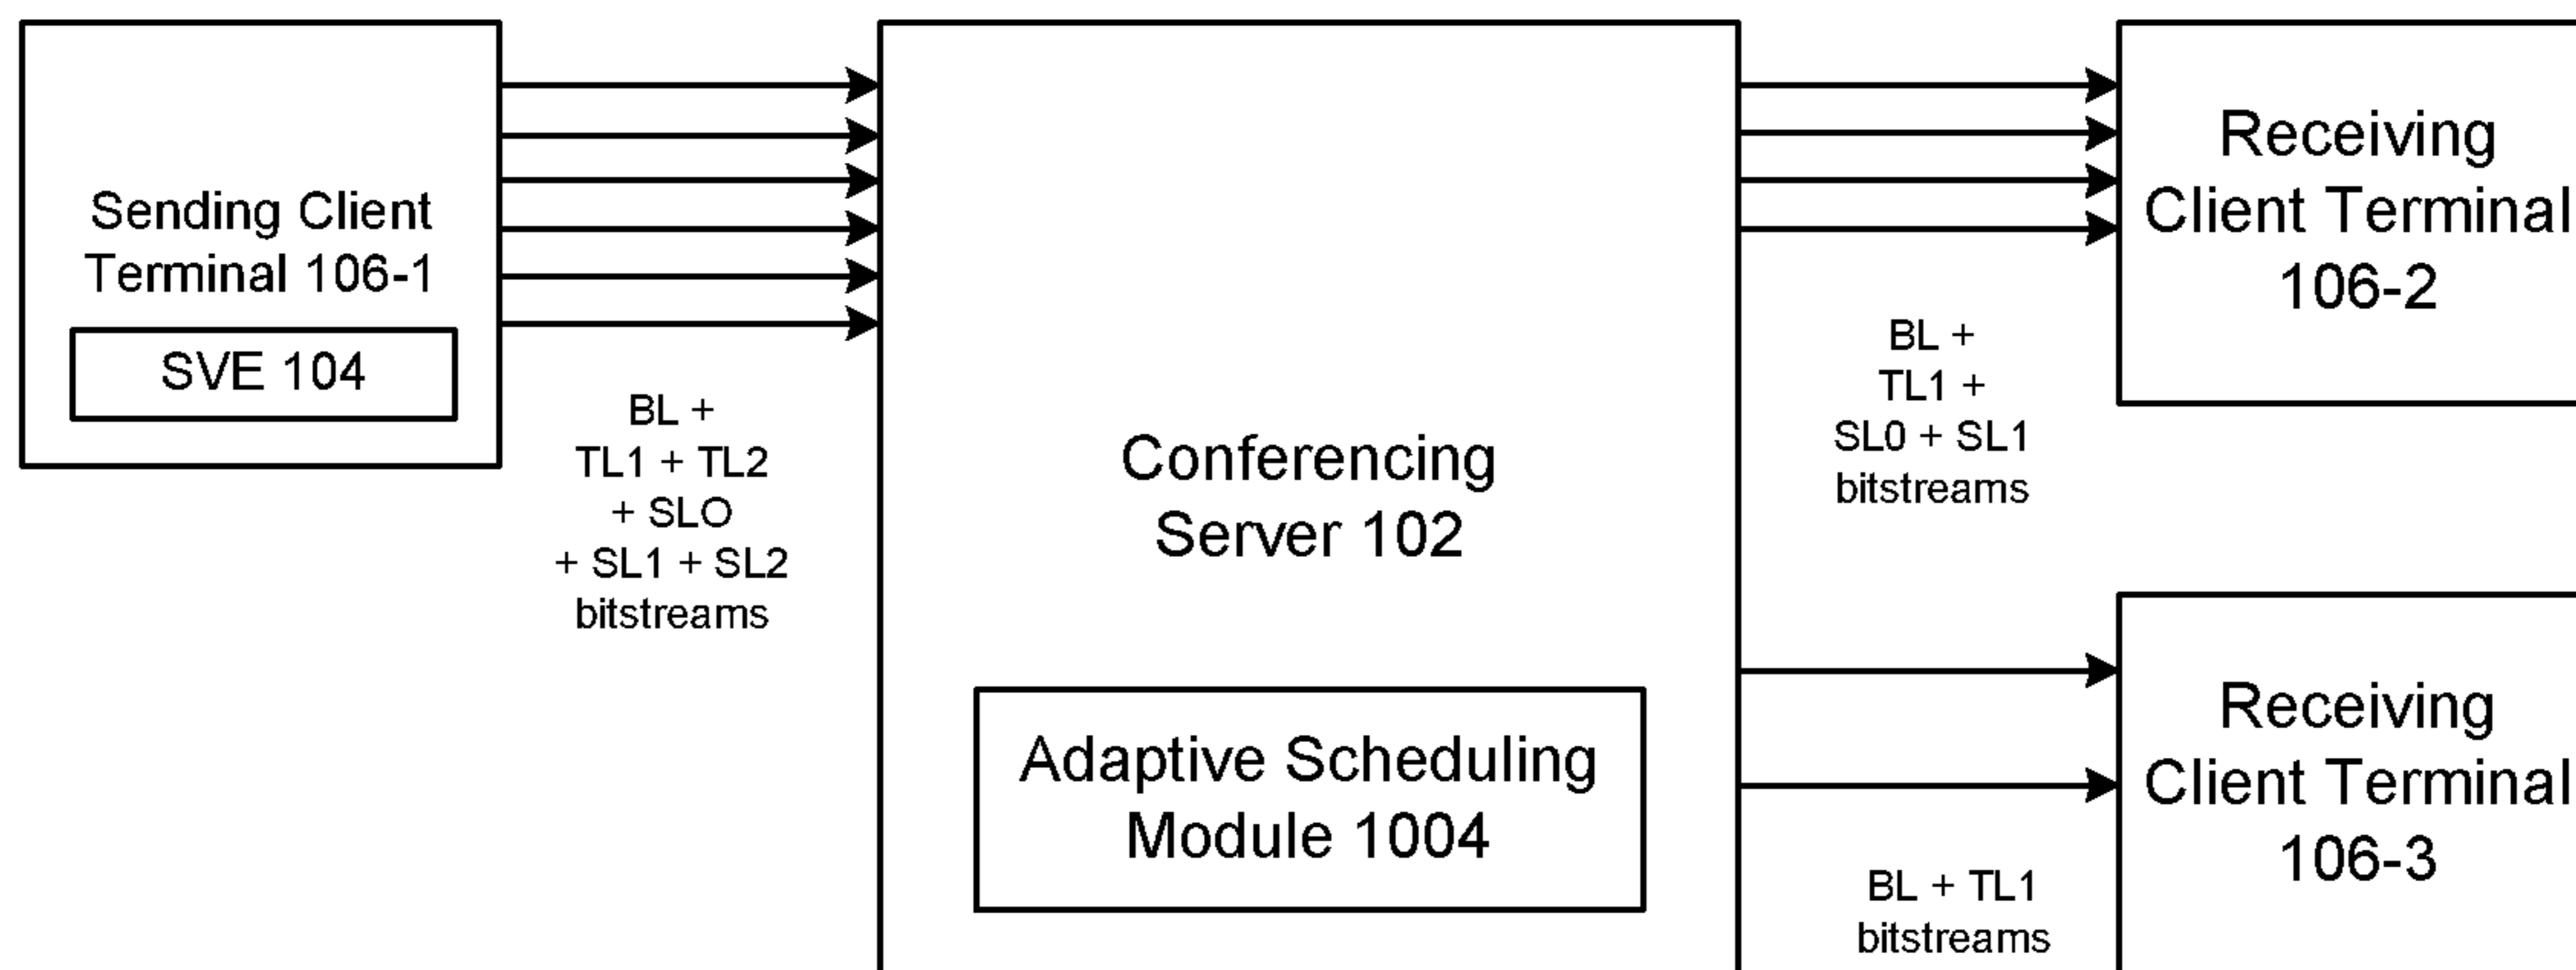 Sending Client
Terminal 106-1
SVE 104
BL +
TL1 + TL2
+ SLO
+ SL1 + SL2
bitstreams
Conferencing
Server 102
Adaptive Scheduling
Module 1004
Receiving
Client Terminal
106-2
BL +
TL1 +
SL0 + SL1
bitstreams
Receiving
Client Terminal
106-3
BL + TL1
bitstreams